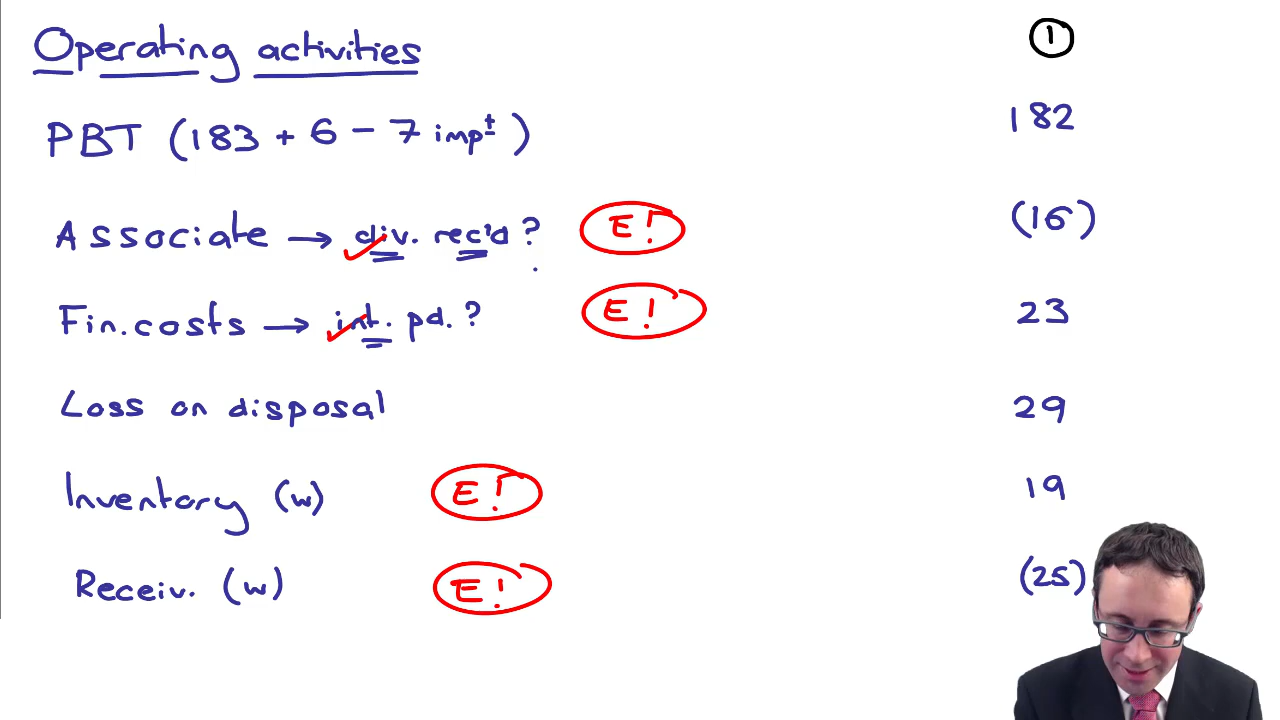 Operating activities ①
PBT (183 + 6 - 7 impt) 182
Associate → div. rec'd ? E! (16)
Fin. costs → int. pd. ? E! 23
Loss on disposal 29
Inventory (w) E! 19
Receiv. (w) E! (25)